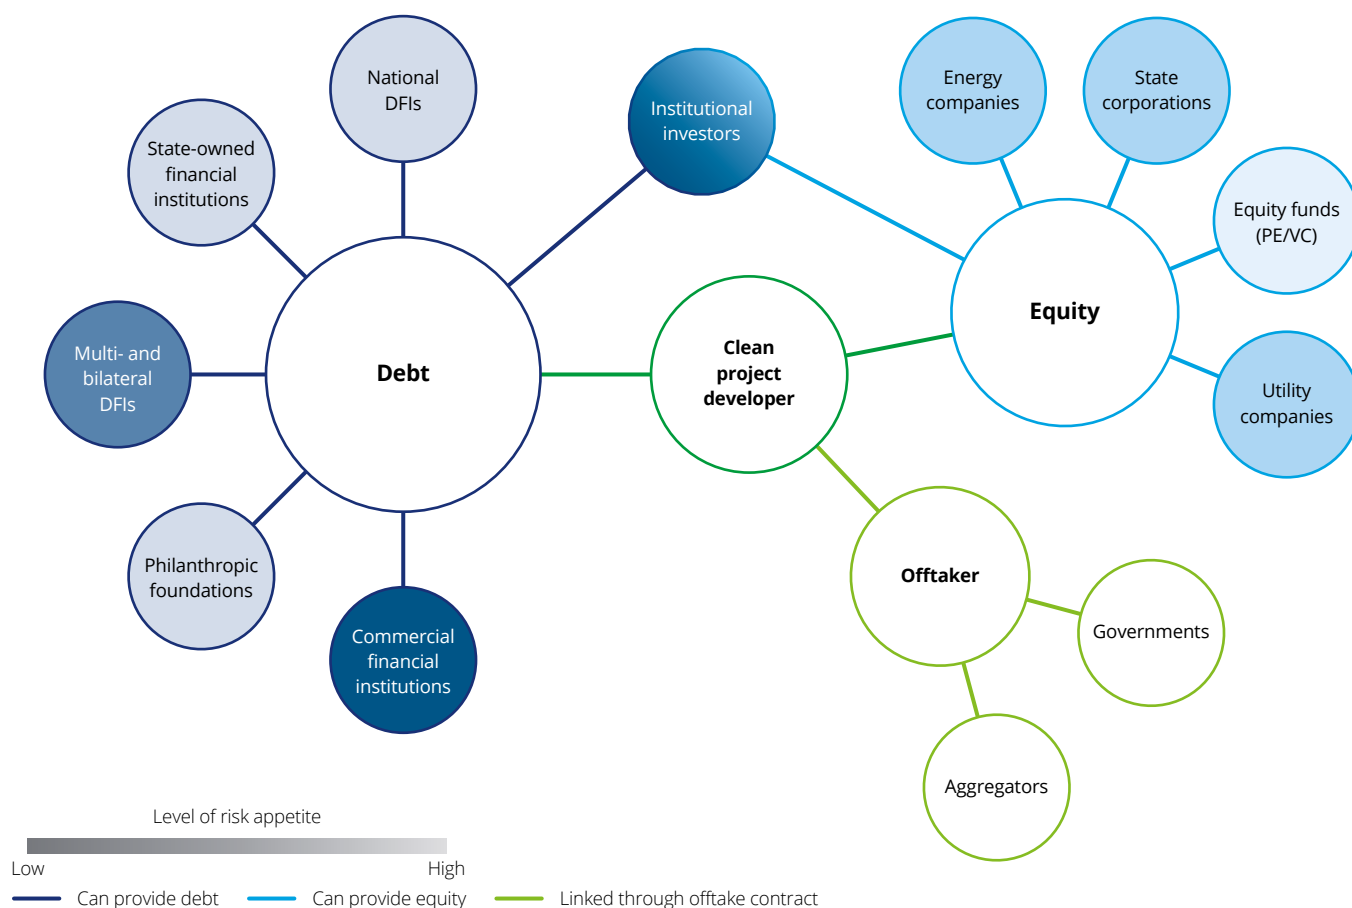 National
DFIs
Institutional
investors
Energy
companies
State
corporations
State-owned
financial
institutions
Equity funds
(PE/VC)
Multi- and
bilateral
DFIs
Debt
Clean
project
developer
Equity
Utility
companies
Philanthropic
foundations
Commercial
financial
institutions
Offtaker
Governments
Aggregators
Level of risk appetite
Low
High
Can provide debt
Can provide equity
Linked through offtake contract